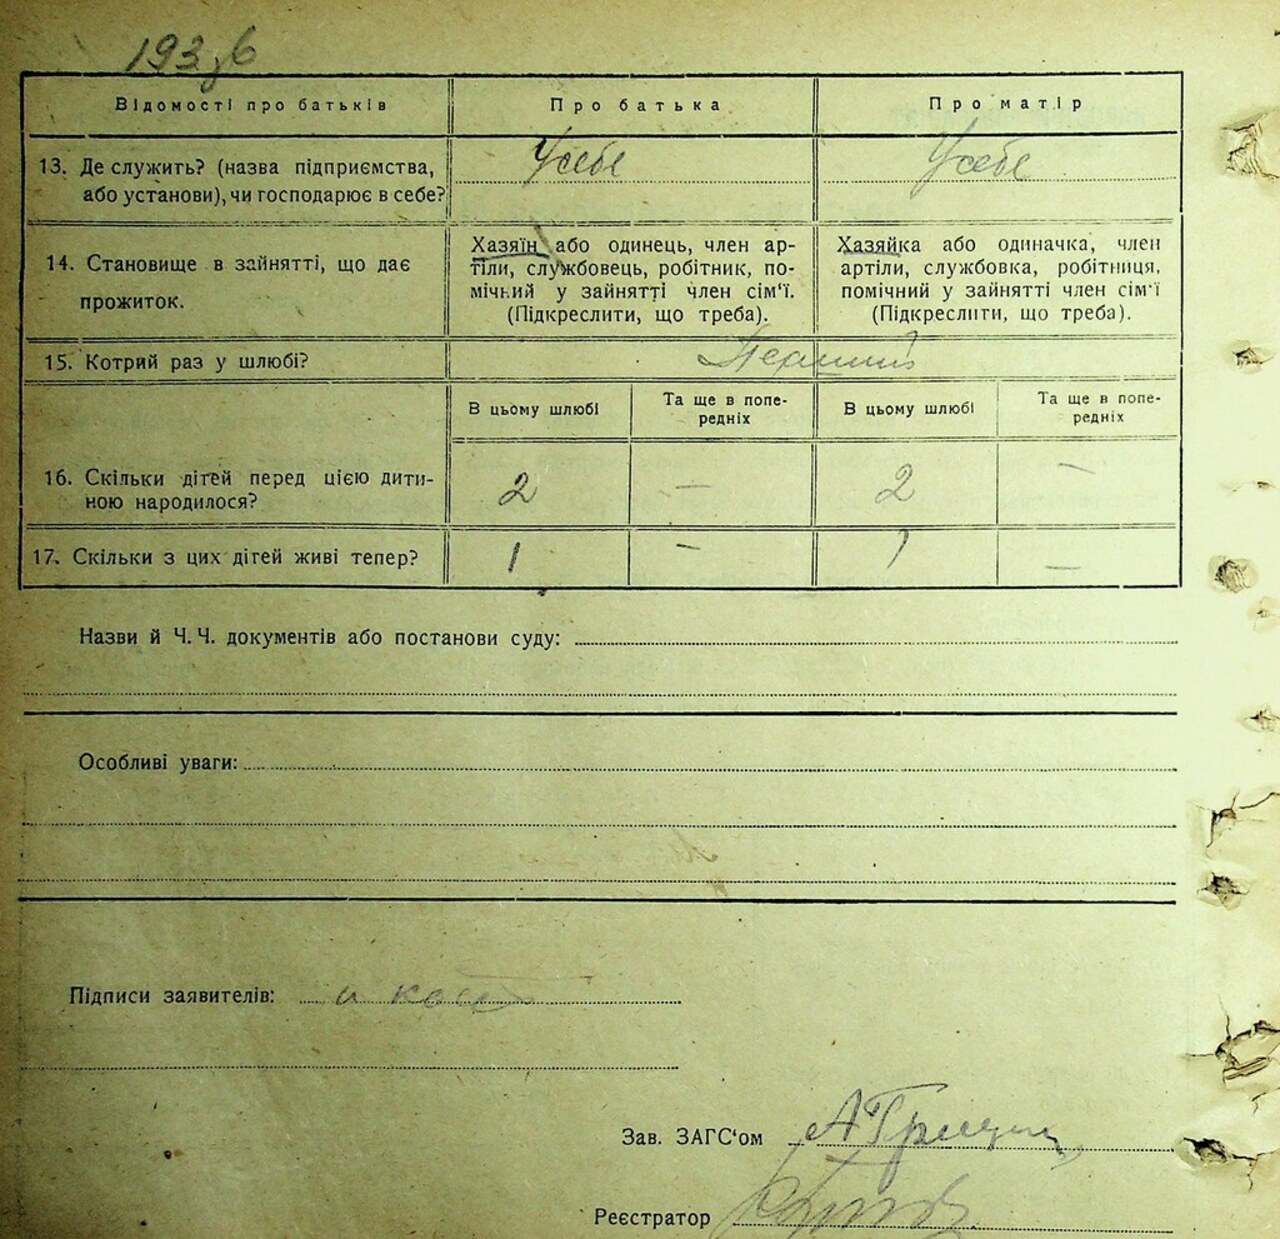 Відомості про батьків
Про батька
Про матір
13. Де служить? (назва підприємства,
або установи), чи господарює в себе?
У себе
У себе
14. Становище в зайнятті, що дає
прожиток.
Хазяїн або одинець, член ар-
тіли, службовець, робітник, по-
мічний у зайнятті член сім‘ї.
(Підкреслити, що треба).
Хазяйка або одиначка, член
артіли, службовка, робітниця,
помічний у зайнятті член сім‘ї
(Підкреслити, що треба).
15. Котрий раз у шлюбі?
Первий
В цьому шлюбі
Та ще в попе-
редніх
В цьому шлюбі
Та ще в попе-
редніх
16. Скільки дітей перед цією дити-
ною народилося?
2
—
2
—
17. Скільки з цих дітей живі тепер?
1
—
1
—
Назви й Ч. Ч. документів або постанови суду:
Особливі уваги:
Підписи заявителів:
Зав. ЗАГС‘ом
Реєстратор